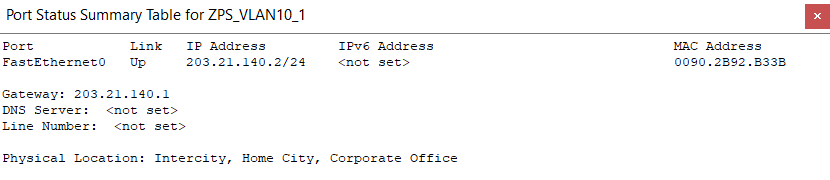 Port Status Summary Table for ZPS_VLAN10_1
Port Link IP Address IPv6 Address MAC Address
FastEthernet0 Up 203.21.140.2/24 <not set> 0090.2B92.B33B
Gateway: 203.21.140.1
DNS Server: <not set>
Line Number: <not set>
Physical Location: Intercity, Home City, Corporate Office